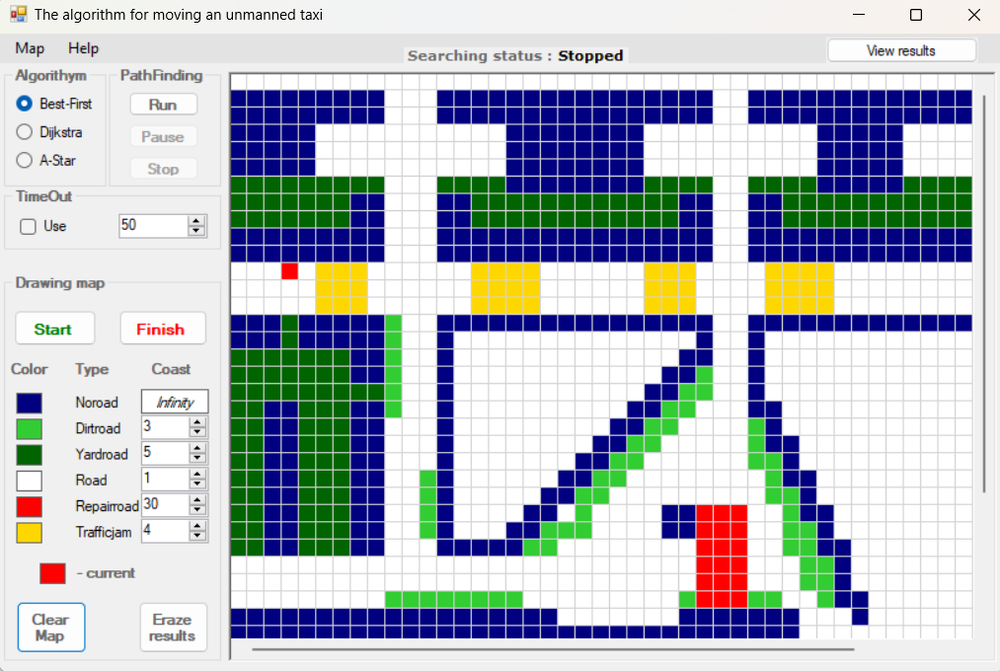 The algorithm for moving an unmanned taxi
Map Help
Searching status : Stopped
View results
Algorithym
Best-First
Dijkstra
A-Star
PathFinding
Run
Pause
Stop
TimeOut
Use 50
Drawing map
Start Finish
Color Type Coast
Noroad Infinity
Dirtroad 3
Yardroad 5
Road 1
Repairroad 30
Trafficjam 4
- current
Clear
Map
Eraze
results